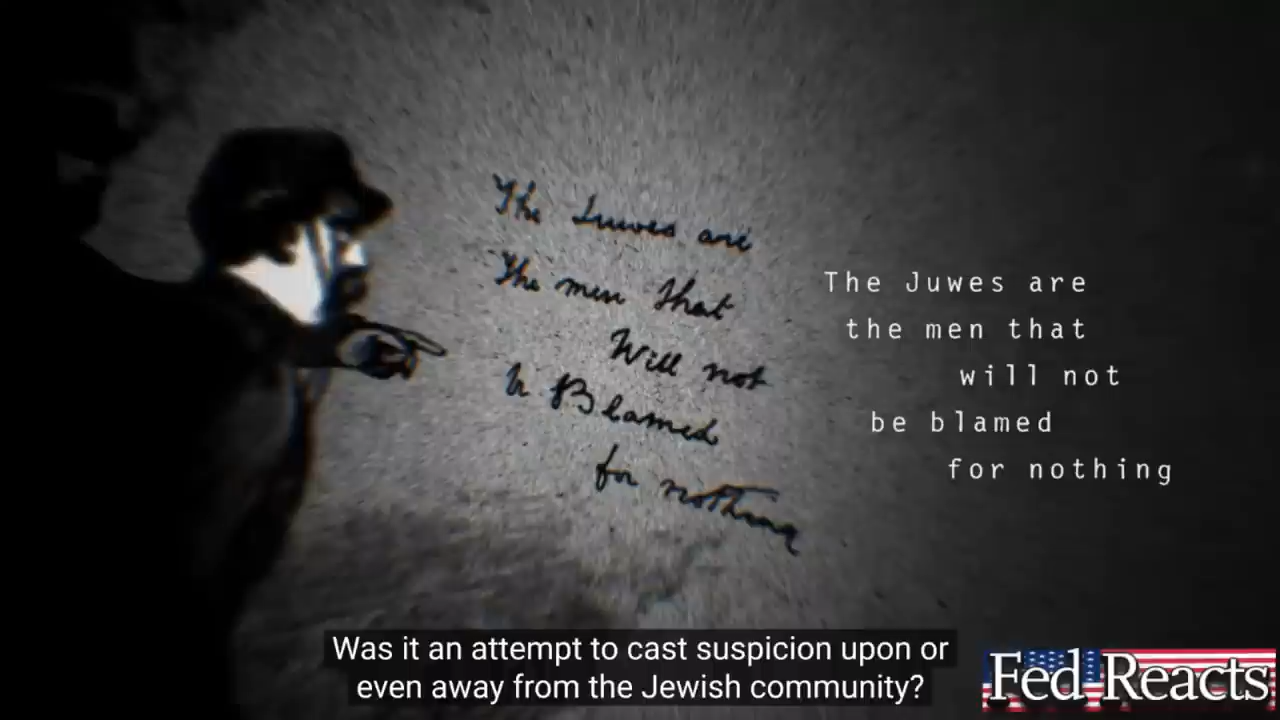 The Juwes are
The men that
Will not
be Blamed
for nothing
The Juwes are
the men that
will not
be blamed
for nothing
Was it an attempt to cast suspicion upon or
even away from the Jewish community?
Fed Reacts